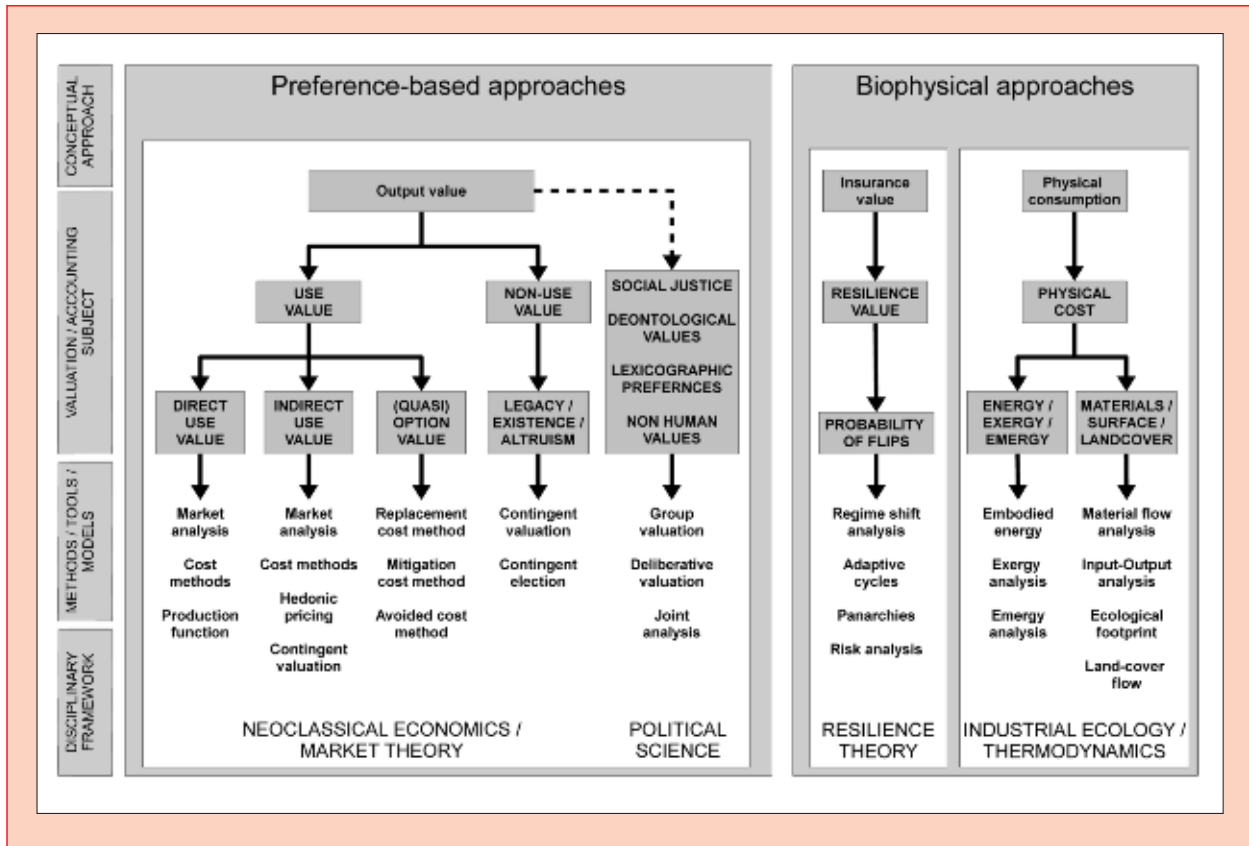 CONCEPTUAL
APPROACH
VALUATION / ACCOUNTING
SUBJECT
METHODS / TOOLS /
MODELS
DISCIPLINARY
FRAMEWORK
Preference-based approaches
Output value
USE
VALUE
NON-USE
VALUE
SOCIAL JUSTICE
DEONTOLOGICAL
VALUES
LEXICOGRAPHIC
PREFERNCES
NON HUMAN
VALUES
DIRECT
USE
VALUE
INDIRECT
USE
VALUE
(QUASI)
OPTION
VALUE
LEGACY /
EXISTENCE /
ALTRUISM
Market
analysis
Cost
methods
Production
function
Market
analysis
Cost methods
Hedonic
pricing
Contingent
valuation
Replacement
cost method
Mitigation
cost method
Avoided cost
method
Contingent
valuation
Contingent
election
Group
valuation
Deliberative
valuation
Joint
analysis
NEOCLASSICAL ECONOMICS /
MARKET THEORY
POLITICAL
SCIENCE
Biophysical approaches
Insurance
value
RESILIENCE
VALUE
PROBABILITY
OF FLIPS
Regime shift
analysis
Adaptive
cycles
Panarchies
Risk analysis
RESILIENCE
THEORY
Physical
consumption
PHYSICAL
COST
ENERGY /
EXERGY /
EMERGY
MATERIALS /
SURFACE /
LANDCOVER
Embodied
energy
Exergy
analysis
Emergy
analysis
Material flow
analysis
Input-Output
analysis
Ecological
footprint
Land-cover
flow
INDUSTRIAL ECOLOGY /
THERMODYNAMICS